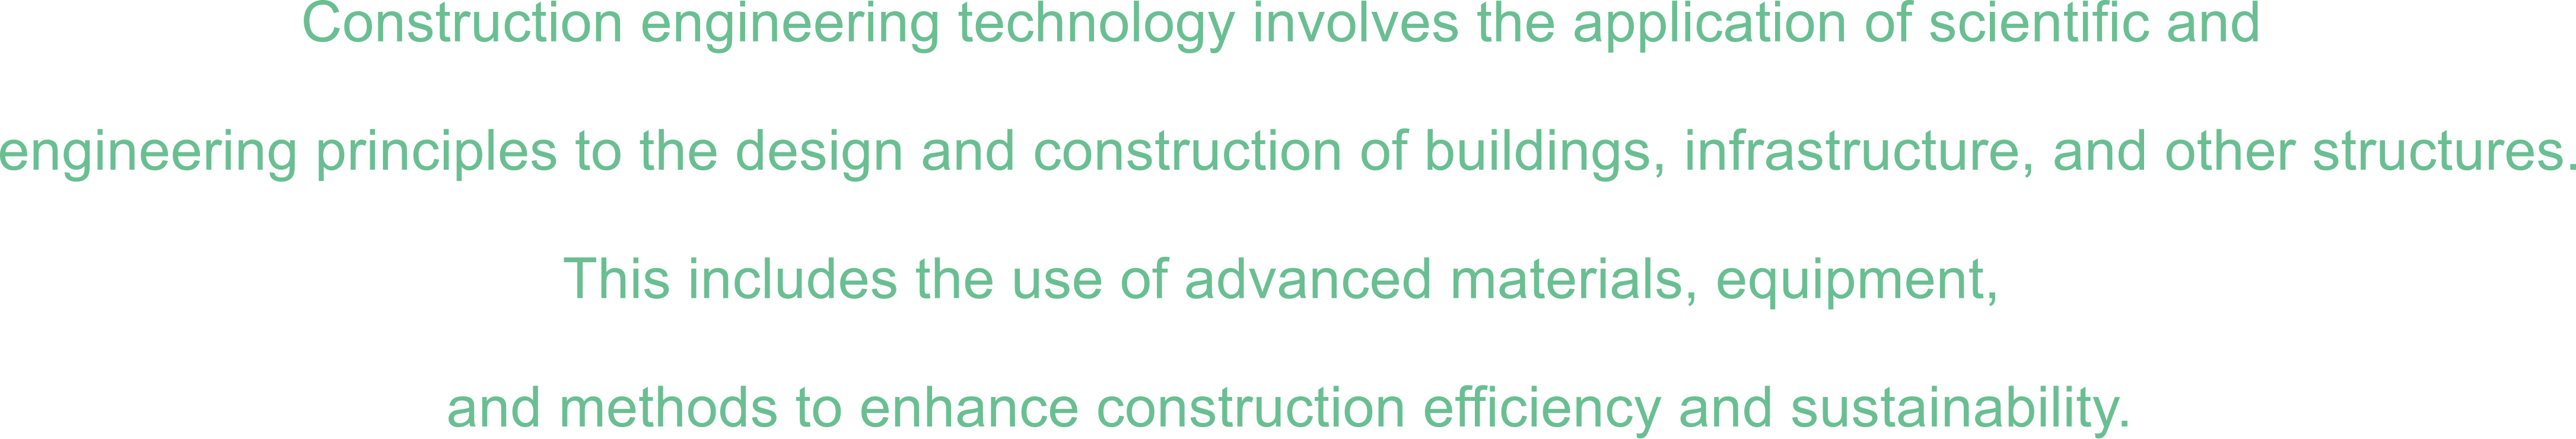 Construction engineering technology involves the application of scientific and
engineering principles to the design and construction of buildings, infrastructure, and other structures.
This includes the use of advanced materials, equipment,
and methods to enhance construction efficiency and sustainability.